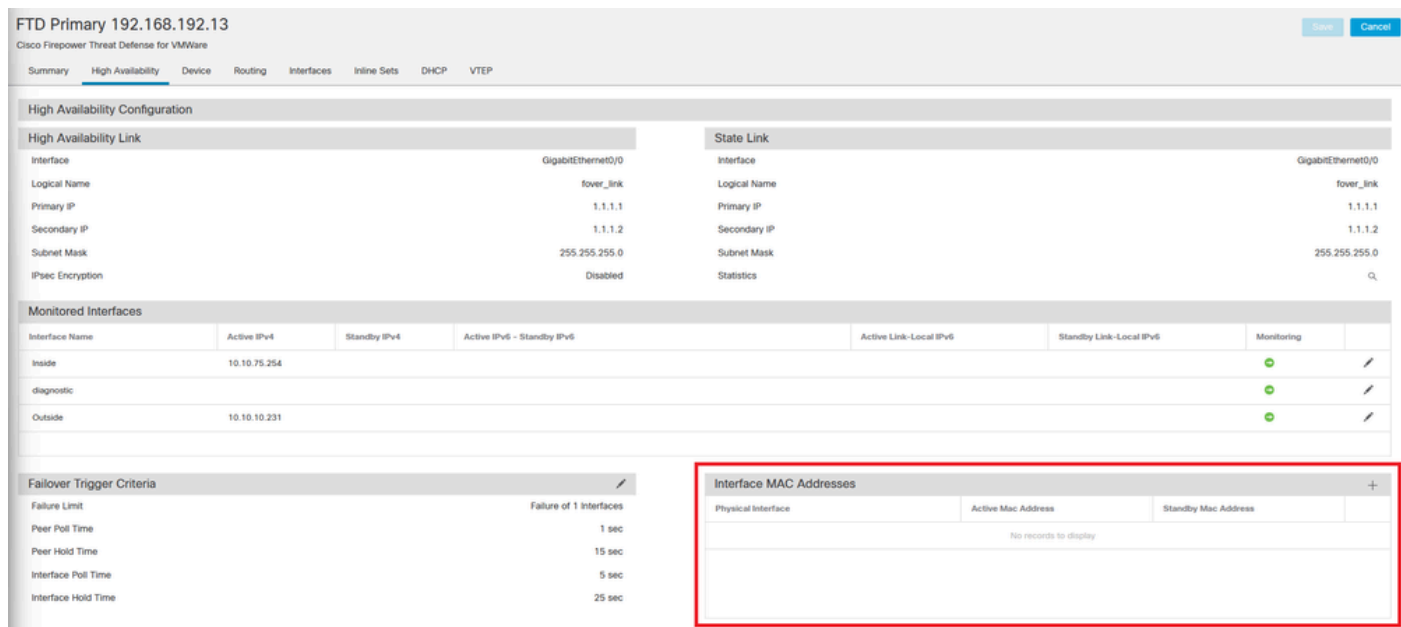 FTD Primary 192.168.192.13
Save Cancel
Cisco Firepower Threat Defense for VMWare
Summary High Availability Device Routing Interfaces Inline Sets DHCP VTEP
High Availability Configuration
High Availability Link
Interface GigabitEthernet0/0
Logical Name fover_link
Primary IP 1.1.1.1
Secondary IP 1.1.1.2
Subnet Mask 255.255.255.0
IPsec Encryption Disabled
State Link
Interface GigabitEthernet0/0
Logical Name fover_link
Primary IP 1.1.1.1
Secondary IP 1.1.1.2
Subnet Mask 255.255.255.0
Statistics
Monitored Interfaces
Interface Name Active IPv4 Standby IPv4 Active IPv6 - Standby IPv6 Active Link-Local IPv6 Standby Link-Local IPv6 Monitoring
Inside 10.10.75.254
diagnostic
Outside 10.10.10.231
Failover Trigger Criteria
Failure Limit Failure of 1 Interfaces
Peer Poll Time 1 sec
Peer Hold Time 15 sec
Interface Poll Time 5 sec
Interface Hold Time 25 sec
Interface MAC Addresses
Physical Interface Active Mac Address Standby Mac Address
No records to display